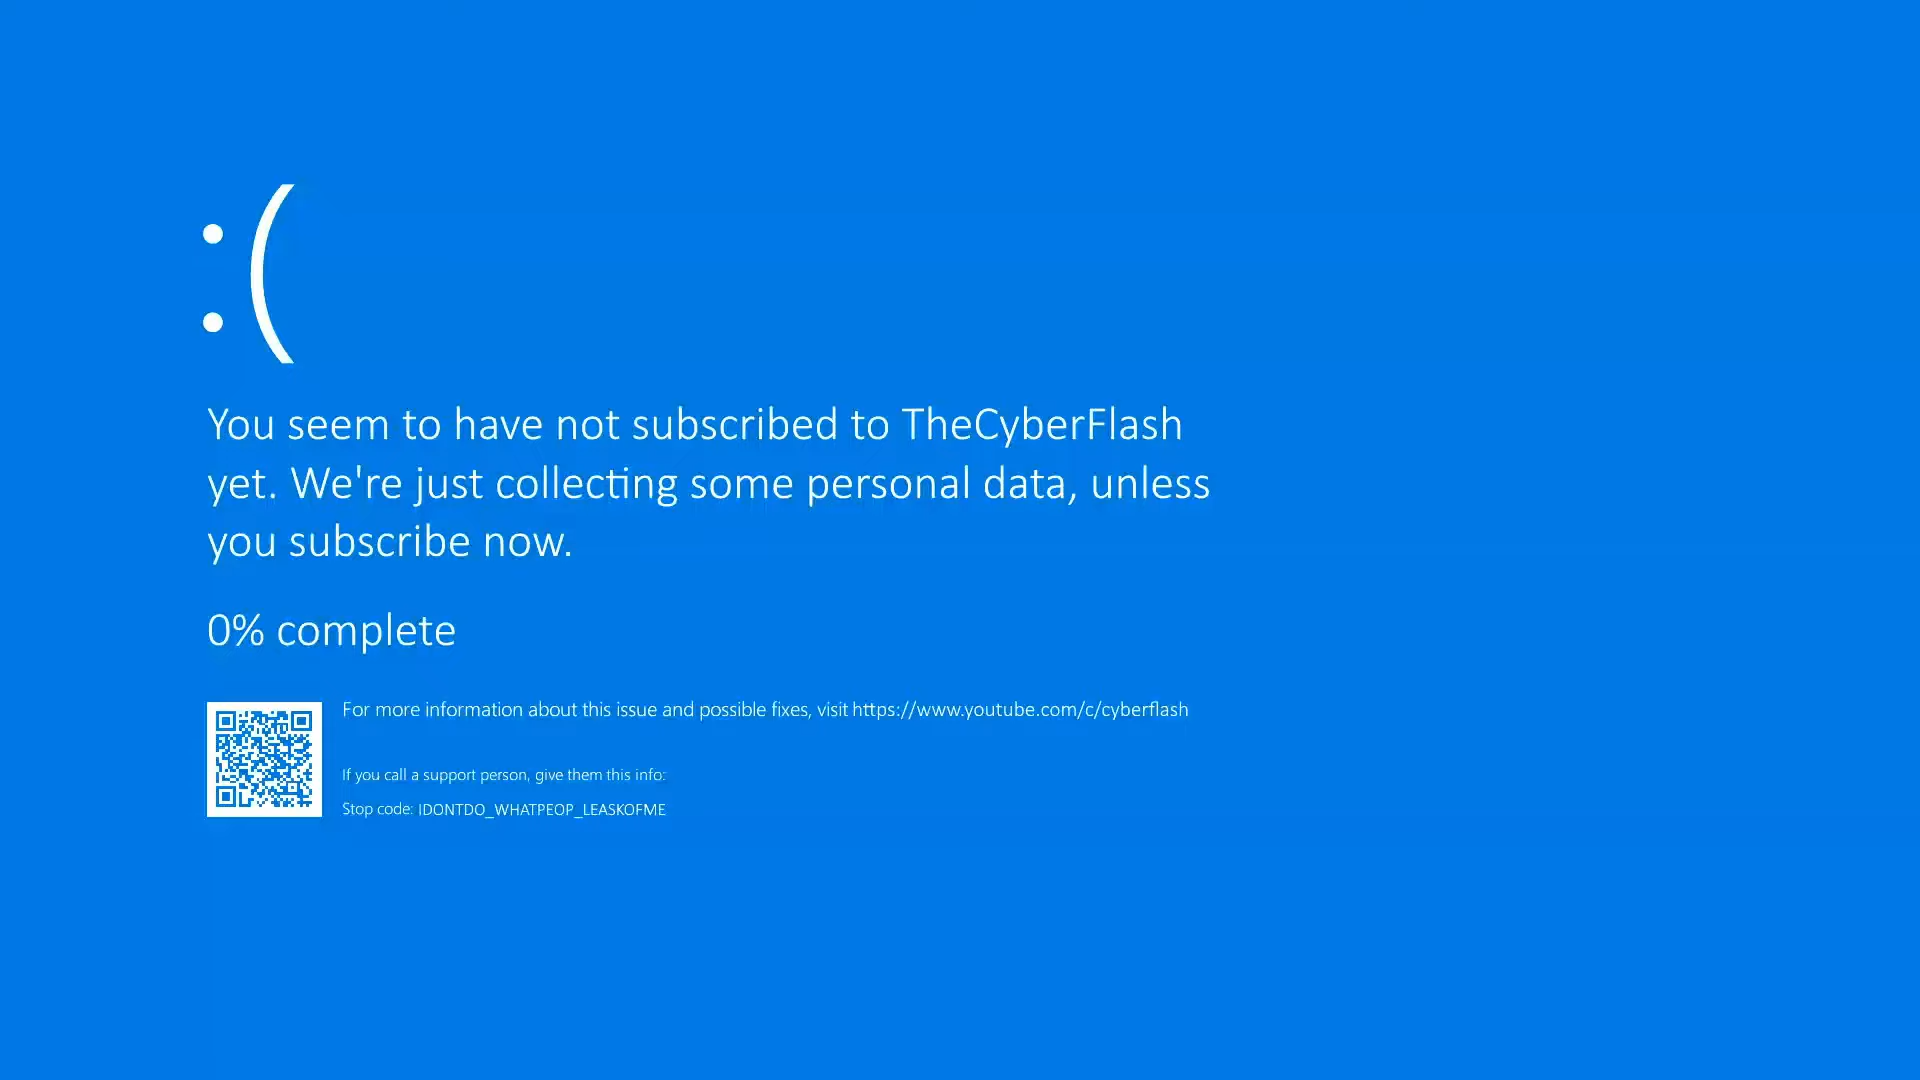 :(
You seem to have not subscribed to TheCyberFlash
yet. We're just collecting some personal data, unless
you subscribe now.
0% complete
For more information about this issue and possible fixes, visit https://www.youtube.com/c/cyberflash
If you call a support person, give them this info:
Stop code: IDONTDO_WHATPEOP_LEASKOFME